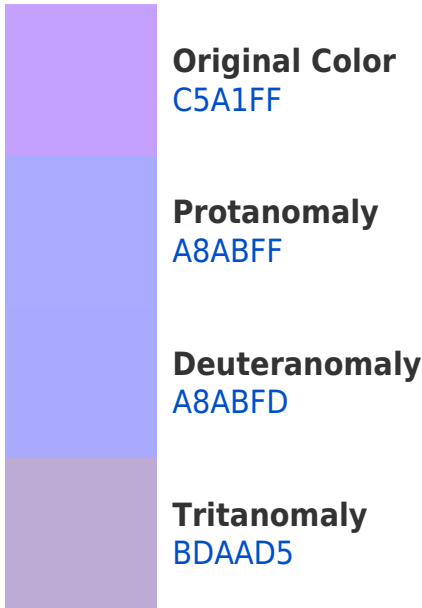 Original Color
C5A1FF
Protanomaly
A8ABFF
Deuteranomaly
A8ABFD
Tritanomaly
BDAAD5